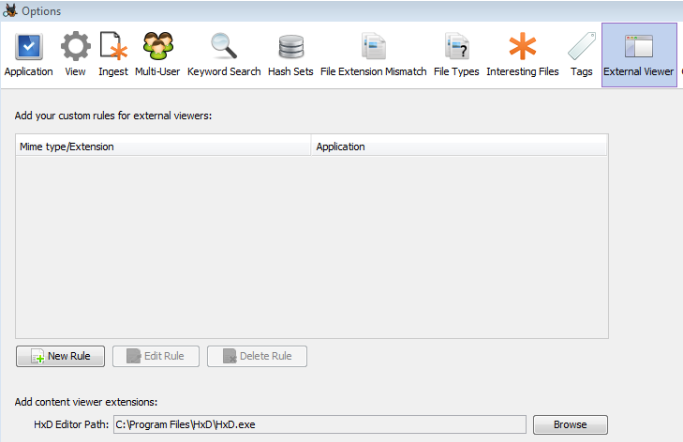 Options
Application View Ingest Multi-User Keyword Search Hash Sets File Extension Mismatch File Types Interesting Files Tags External Viewer
Add your custom rules for external viewers:
Mime type/Extension Application
New Rule Edit Rule Delete Rule
Add content viewer extensions:
HxD Editor Path: C:\Program Files\HxD\HxD.exe Browse